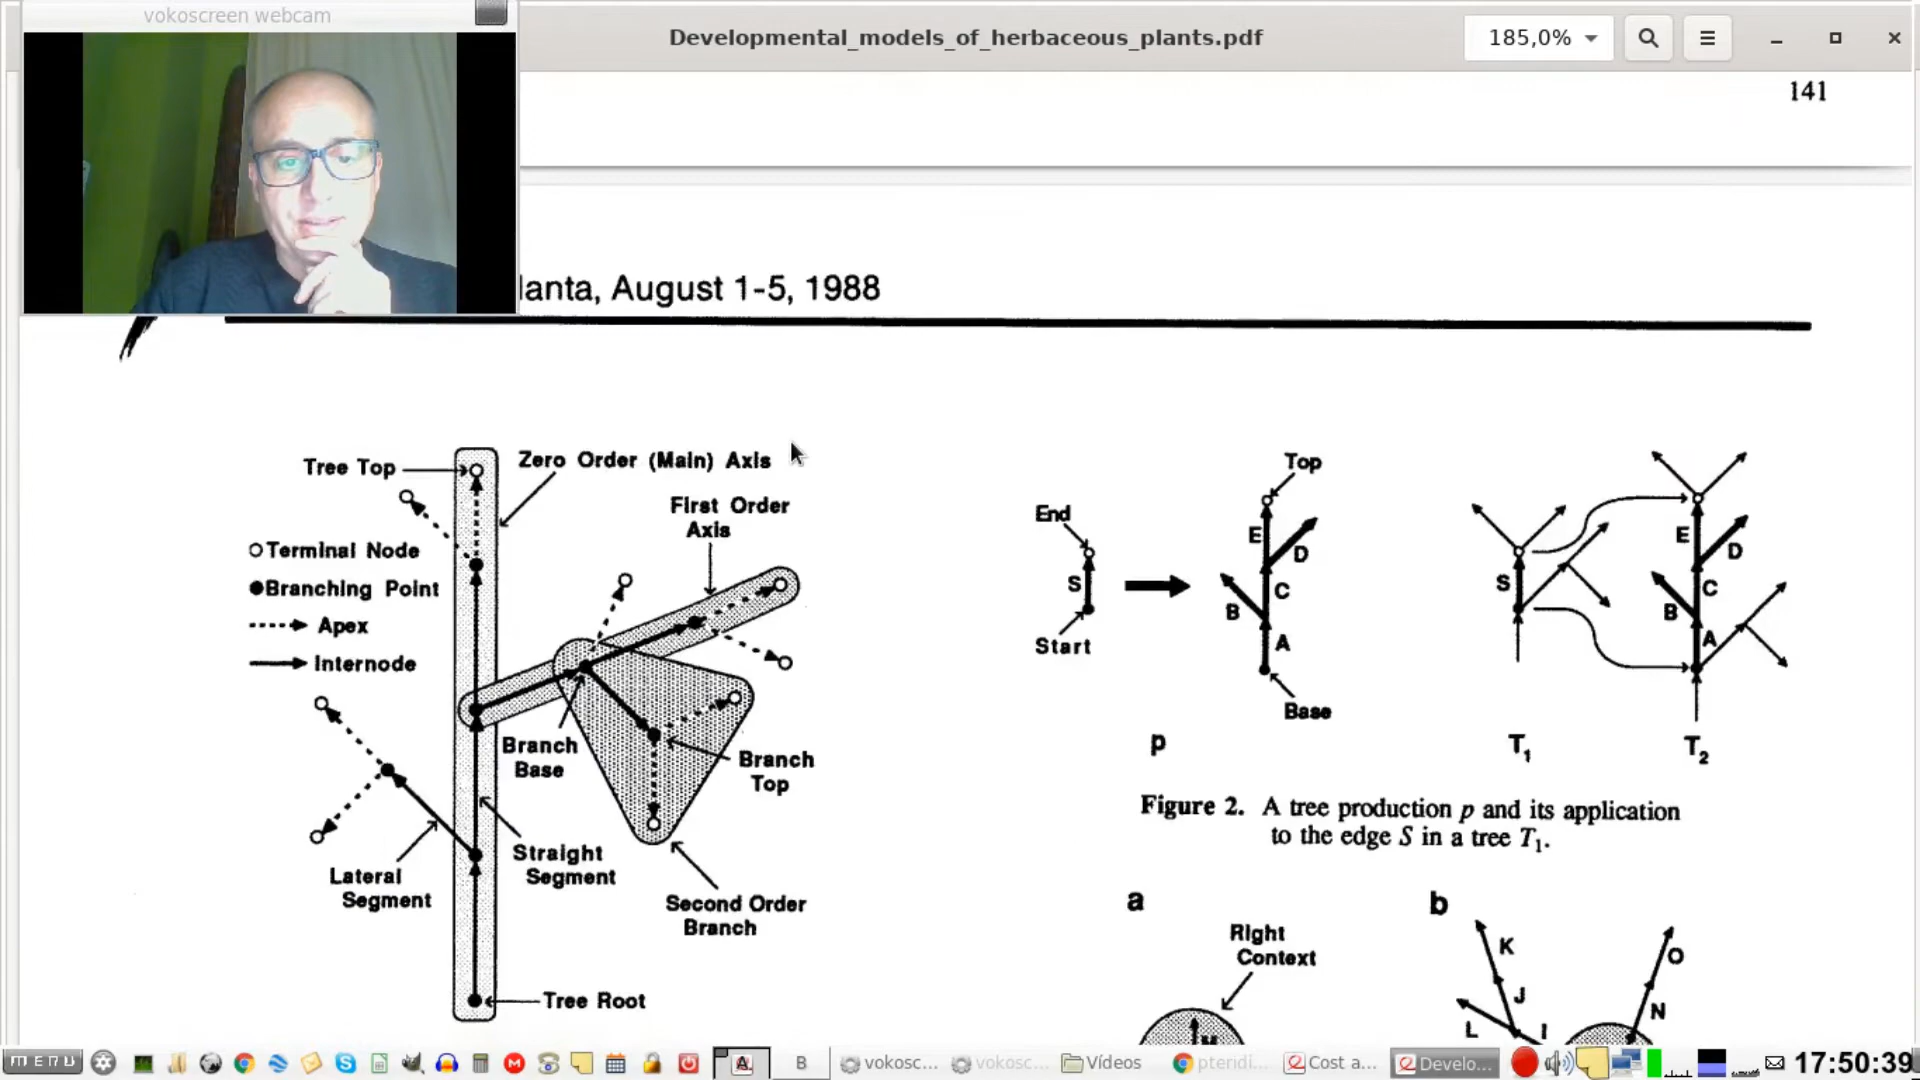 vokoscreen webcam
Developmental_models_of_herbaceous_plants.pdf
185,0%
141
lanta, August 1-5, 1988
Tree Top
Zero Order (Main) Axis
First Order
Axis
Terminal Node
Branching Point
Apex
Internode
Branch
Base
Branch
Top
Straight
Segment
Lateral
Segment
Second Order
Branch
Tree Root
End
S
Start
Top
E
D
C
B
A
Base
p
S
T1
E
D
C
B
A
T2
Figure 2. A tree production p and its application
to the edge S in a tree T1.
a
Right
Context
b
K
J
L
I
O
N
MENU
B
vokosc...
vokosc...
Vídeos
pteridi...
Cost a...
Develo...
17:50:39